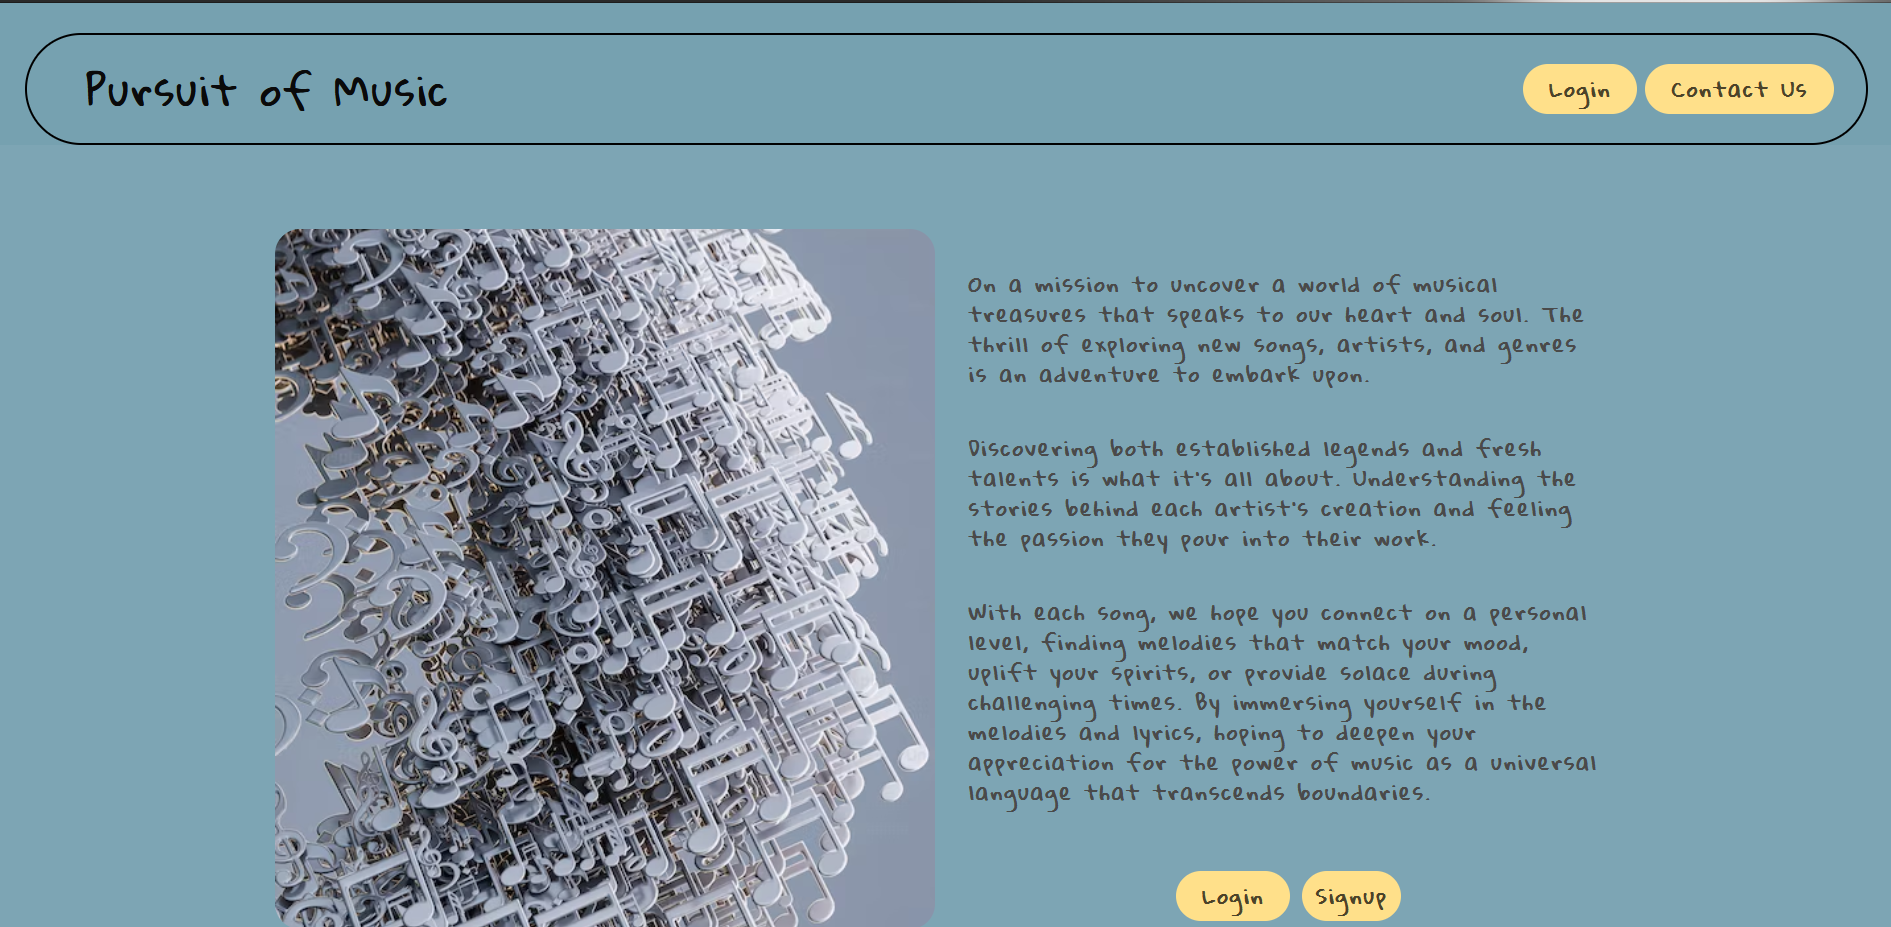 Pursuit of Music
Login
Contact Us
On a mission to uncover a world of musical
treasures that speaks to our heart and soul. The
thrill of exploring new songs, artists, and genres
is an adventure to embark upon.
Discovering both established legends and fresh
talents is what it's all about. Understanding the
stories behind each artist's creation and feeling
the passion they pour into their work.
With each song, we hope you connect on a personal
level, finding melodies that match your mood,
uplift your spirits, or provide solace during
challenging times. By immersing yourself in the
melodies and lyrics, hoping to deepen your
appreciation for the power of music as a universal
language that transcends boundaries.
Login
Signup